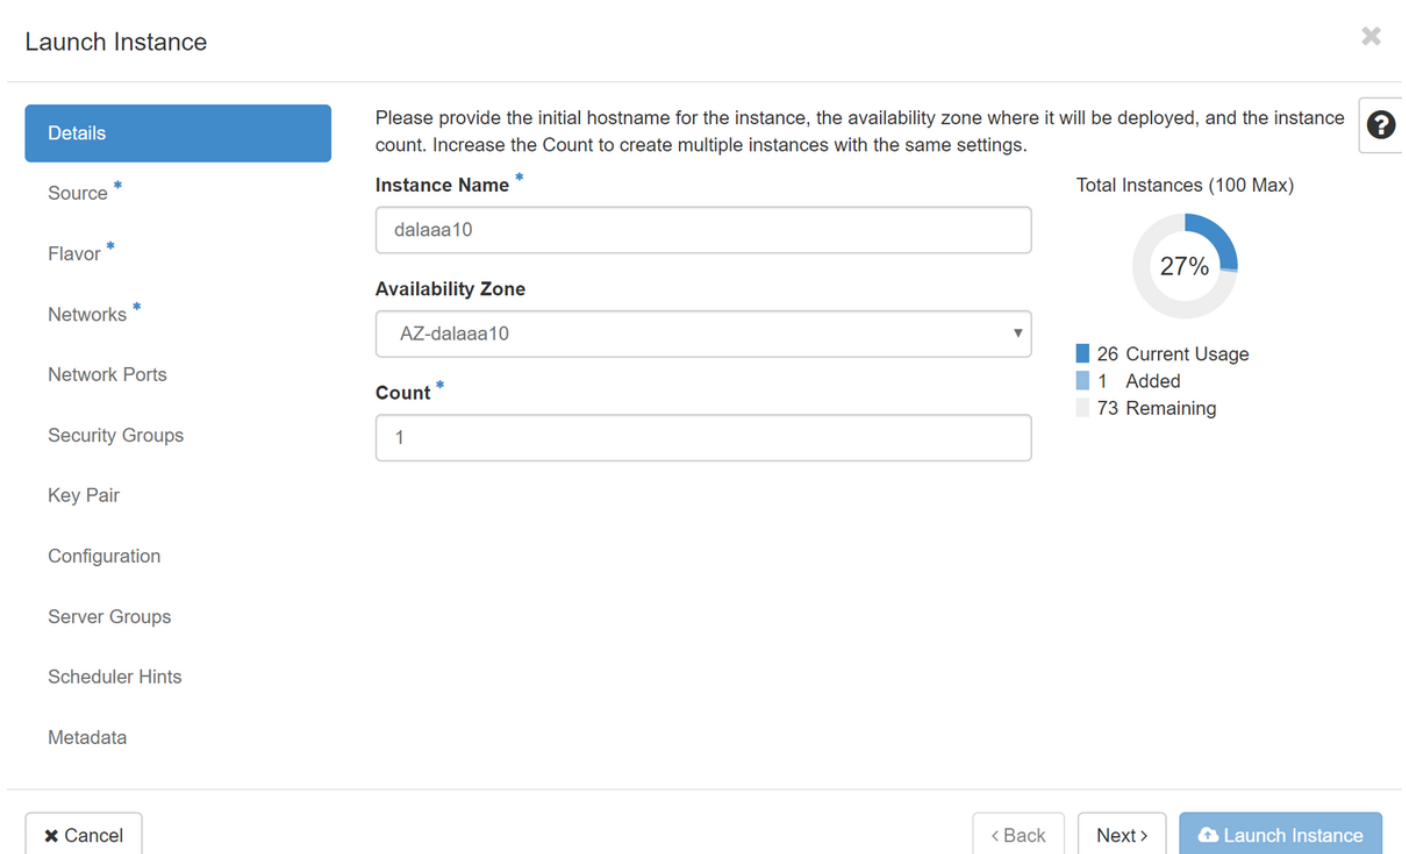 Launch Instance
Details
Source *
Flavor *
Networks *
Network Ports
Security Groups
Key Pair
Configuration
Server Groups
Scheduler Hints
Metadata
Please provide the initial hostname for the instance, the availability zone where it will be deployed, and the instance
count. Increase the Count to create multiple instances with the same settings.
Instance Name *
dalaaa10
Availability Zone
AZ-dalaaa10
Count *
1
Total Instances (100 Max)
27%
26 Current Usage
1 Added
73 Remaining
Cancel
< Back
Next >
Launch Instance